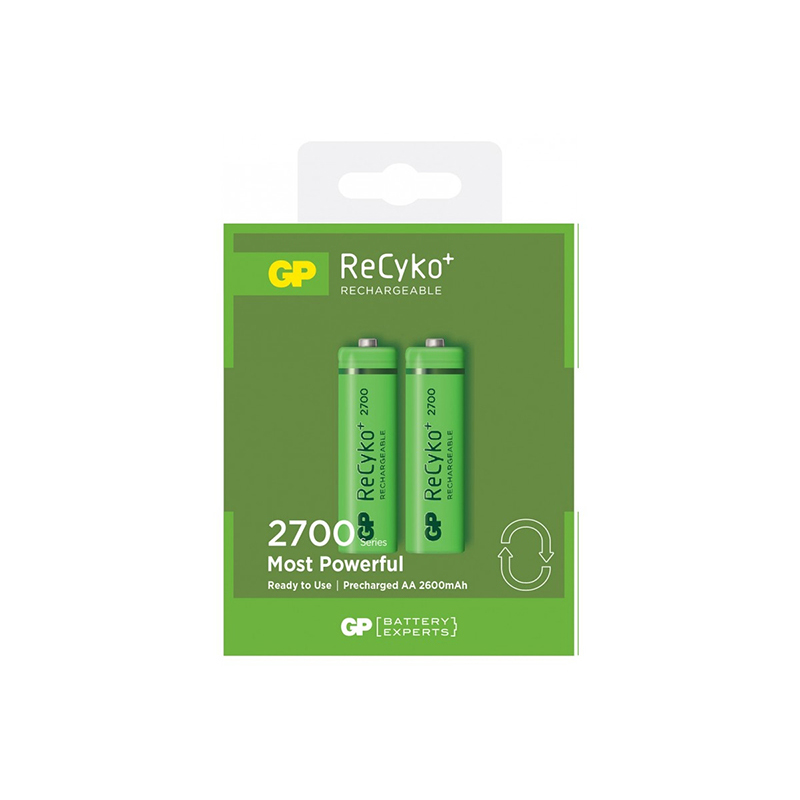 GP
ReCyko+
RECHARGEABLE
GP ReCyko+ 2700
RECHARGEABLE
GP ReCyko+ 2700
RECHARGEABLE
2700 Series
Most Powerful
Ready to Use | Precharged AA 2600mAh
GP [BATTERY
EXPERTS}